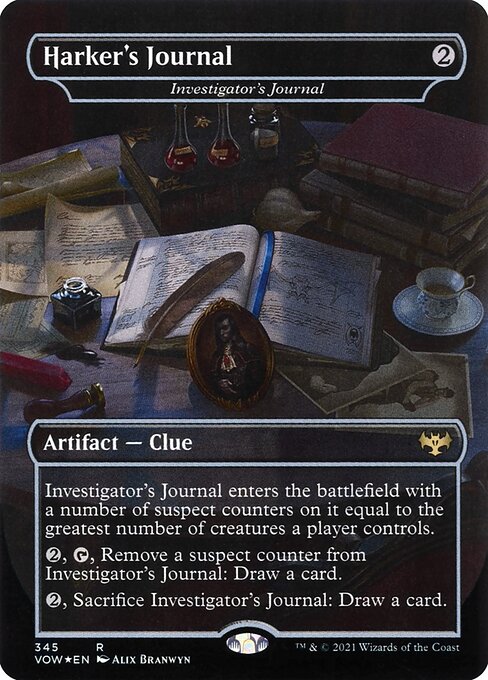 Harker's Journal 2
Investigator's Journal
Artifact — Clue
Investigator's Journal enters the battlefield with
a number of suspect counters on it equal to the
greatest number of creatures a player controls.
2, , Remove a suspect counter from
Investigator's Journal: Draw a card.
2, Sacrifice Investigator's Journal: Draw a card.
345 R
VOW★EN Alix Branwyn
™ & © 2021 Wizards of the Coast